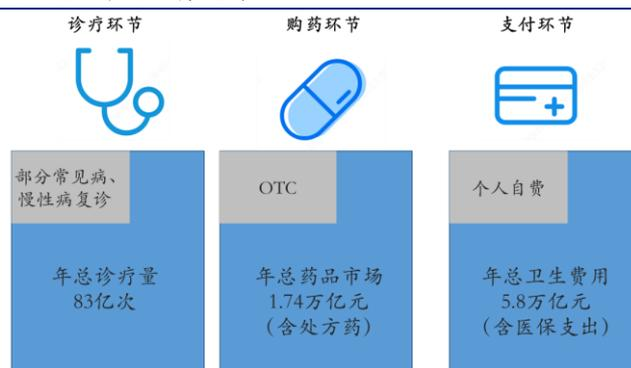 诊疗环节
购药环节
支付环节
部分常见病、
慢性病复诊
OTC
个人自费
年总诊疗量
83亿次
年总药品市场
1.74万亿元
（含处方药）
年总卫生费用
5.8万亿元
（含医保支出）